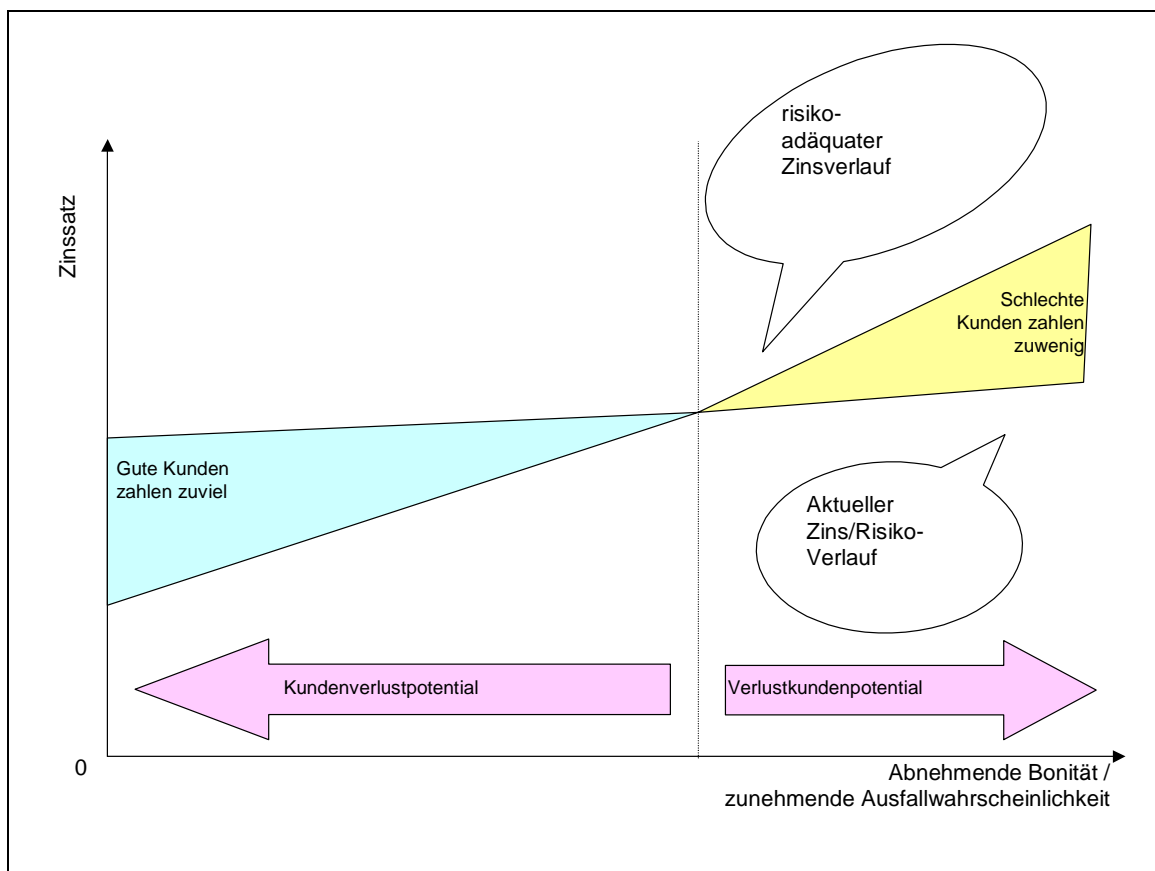 risiko-
adäquater
Zinsverlauf
Zinssatz
Schlechte
Kunden zahlen
zuwenig
Gute Kunden
zahlen zuviel
Aktueller
Zins/Risiko-
Verlauf
Kundenverlustpotential
Verlustkundenpotential
0
Abnehmende Bonität /
zunehmende Ausfallwahrscheinlichkeit